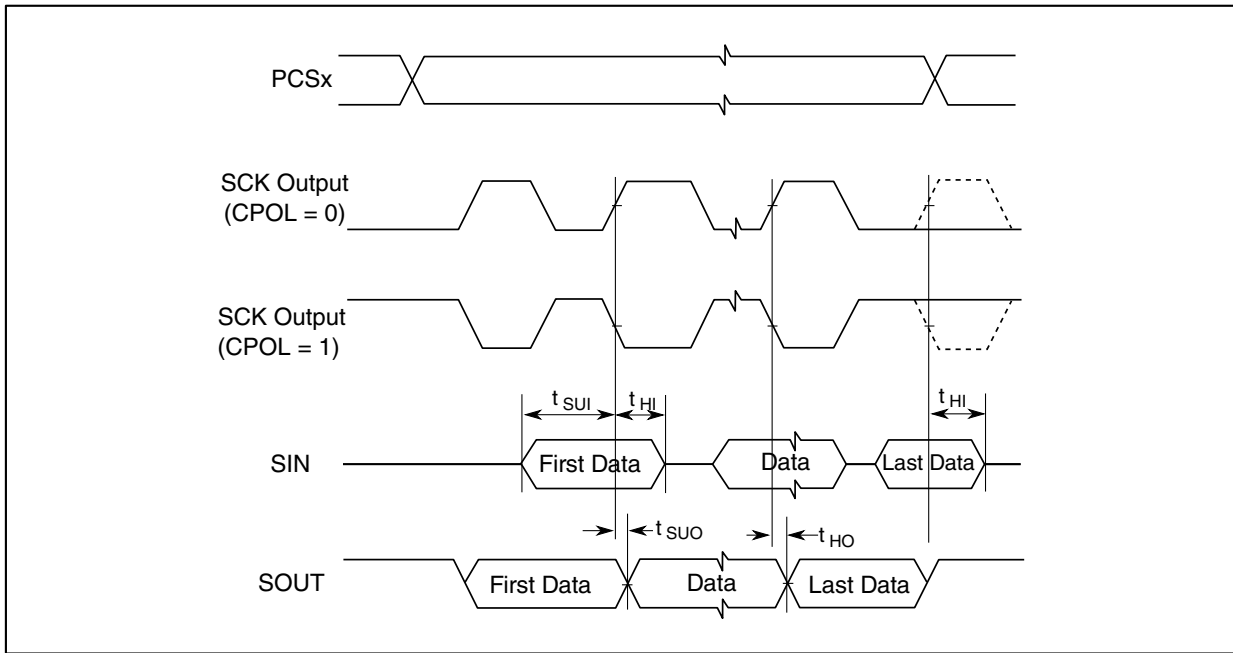 PCSx
SCK Output
(CPOL = 0)
SCK Output
(CPOL = 1)
t SUI
t HI
t HI
SIN
First Data
Data
Last Data
t SUO
t HO
SOUT
First Data
Data
Last Data